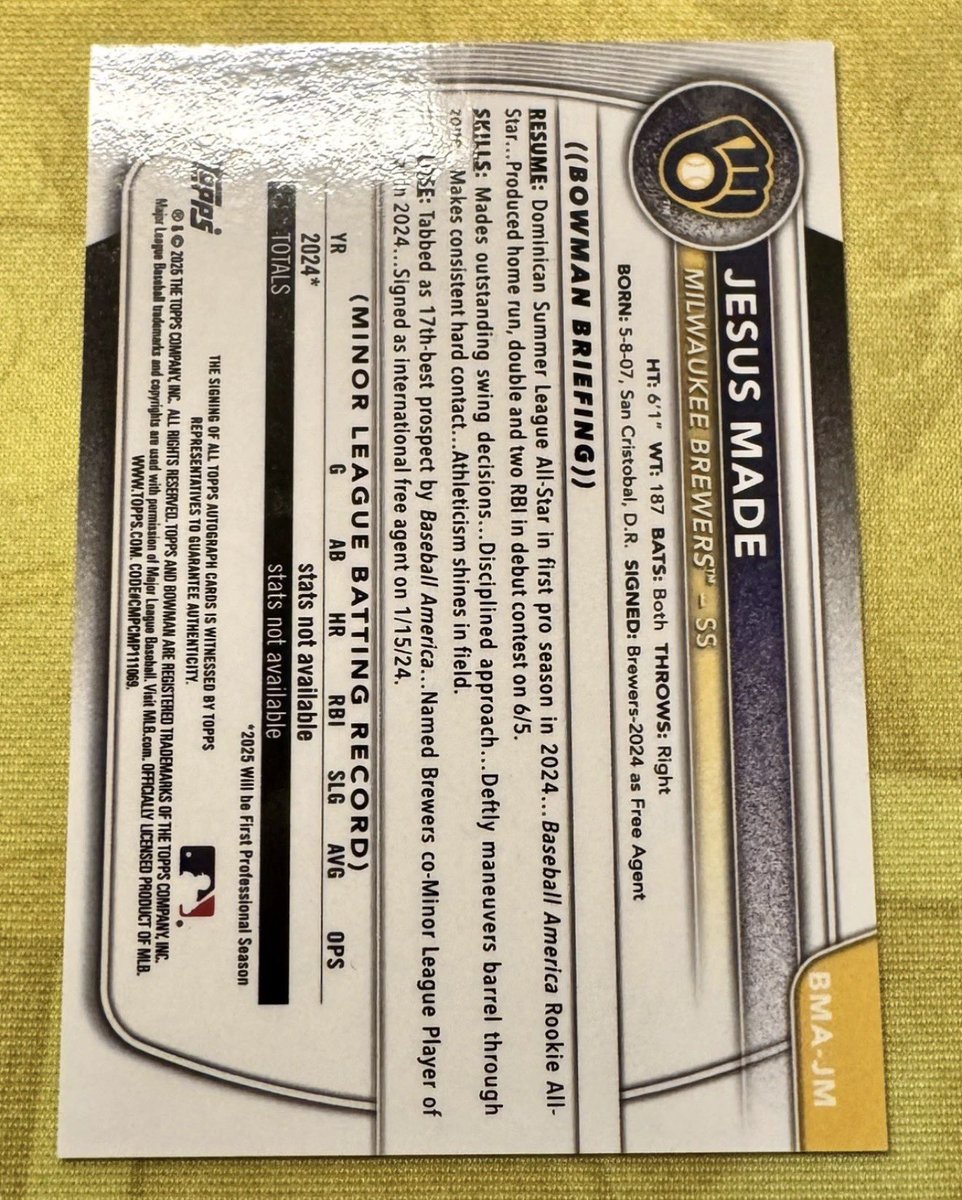 BMA-JM
JESUS MADE
MILWAUKEE BREWERS™ – SS
HT: 6'1" WT: 187 BATS: Both THROWS: Right
BORN: 5-8-07, San Cristobal, D.R. SIGNED: Brewers-2024 as Free Agent
((BOWMAN BRIEFING))
RESUME: Dominican Summer League All-Star in first pro season in 2024... Baseball America Rookie All-
Star...Produced home run, double and two RBI in debut contest on 6/5.
SKILLS: Mades outstanding swing decisions...Disciplined approach...Deftly maneuvers barrel through
Makes consistent hard contact...Athleticism shines in field.
Tabbed as 17th-best prospect by Baseball America...Named Brewers co-Minor League Player of
in 2024...Signed as international free agent on 1/15/24.
(MINOR LEAGUE BATTING RECORD)
YR G AB HR RBI SLG AVG OPS
2024* stats not available
TOTALS stats not available
*2025 Will be First Professional Season
THE SIGNING OF ALL TOPPS AUTOGRAPH CARDS IS WITNESSED BY TOPPS
REPRESENTATIVES TO GUARANTEE AUTHENTICITY.
Topps
® & © 2025 THE TOPPS COMPANY, INC. ALL RIGHTS RESERVED. TOPPS AND BOWMAN ARE REGISTERED TRADEMARKS OF THE TOPPS COMPANY, INC.
Major League Baseball trademarks and copyrights are used with permission of Major League Baseball. Visit MLB.com. OFFICIALLY LICENSED PRODUCT OF MLB.
WWW.TOPPS.COM. CODE#CMPCMP111069.